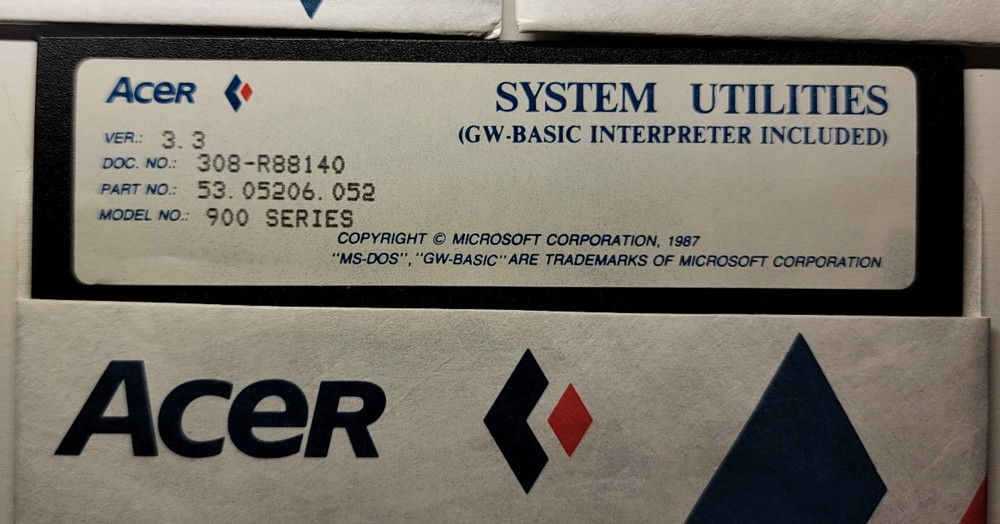 Acer
SYSTEM UTILITIES
(GW-BASIC INTERPRETER INCLUDED)
VER.: 3.3
DOC. NO.: 308-R88140
PART NO.: 53.05206.052
MODEL NO.: 900 SERIES
COPYRIGHT © MICROSOFT CORPORATION, 1987
"MS-DOS", "GW-BASIC" ARE TRADEMARKS OF MICROSOFT CORPORATION
Acer